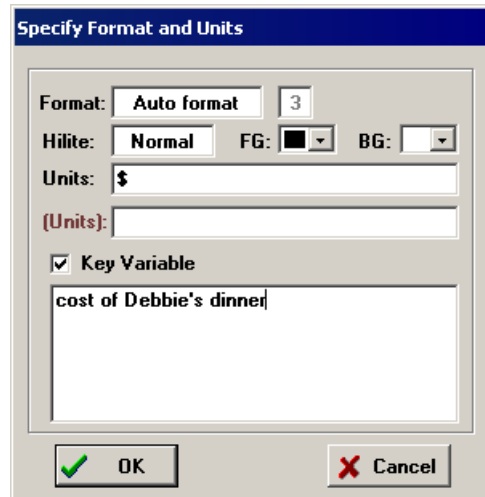 Specify Format and Units
Format: Auto format 3
Hilite: Normal FG: BG:
Units: $
(Units):
Key Variable
cost of Debbie's dinner
OK Cancel